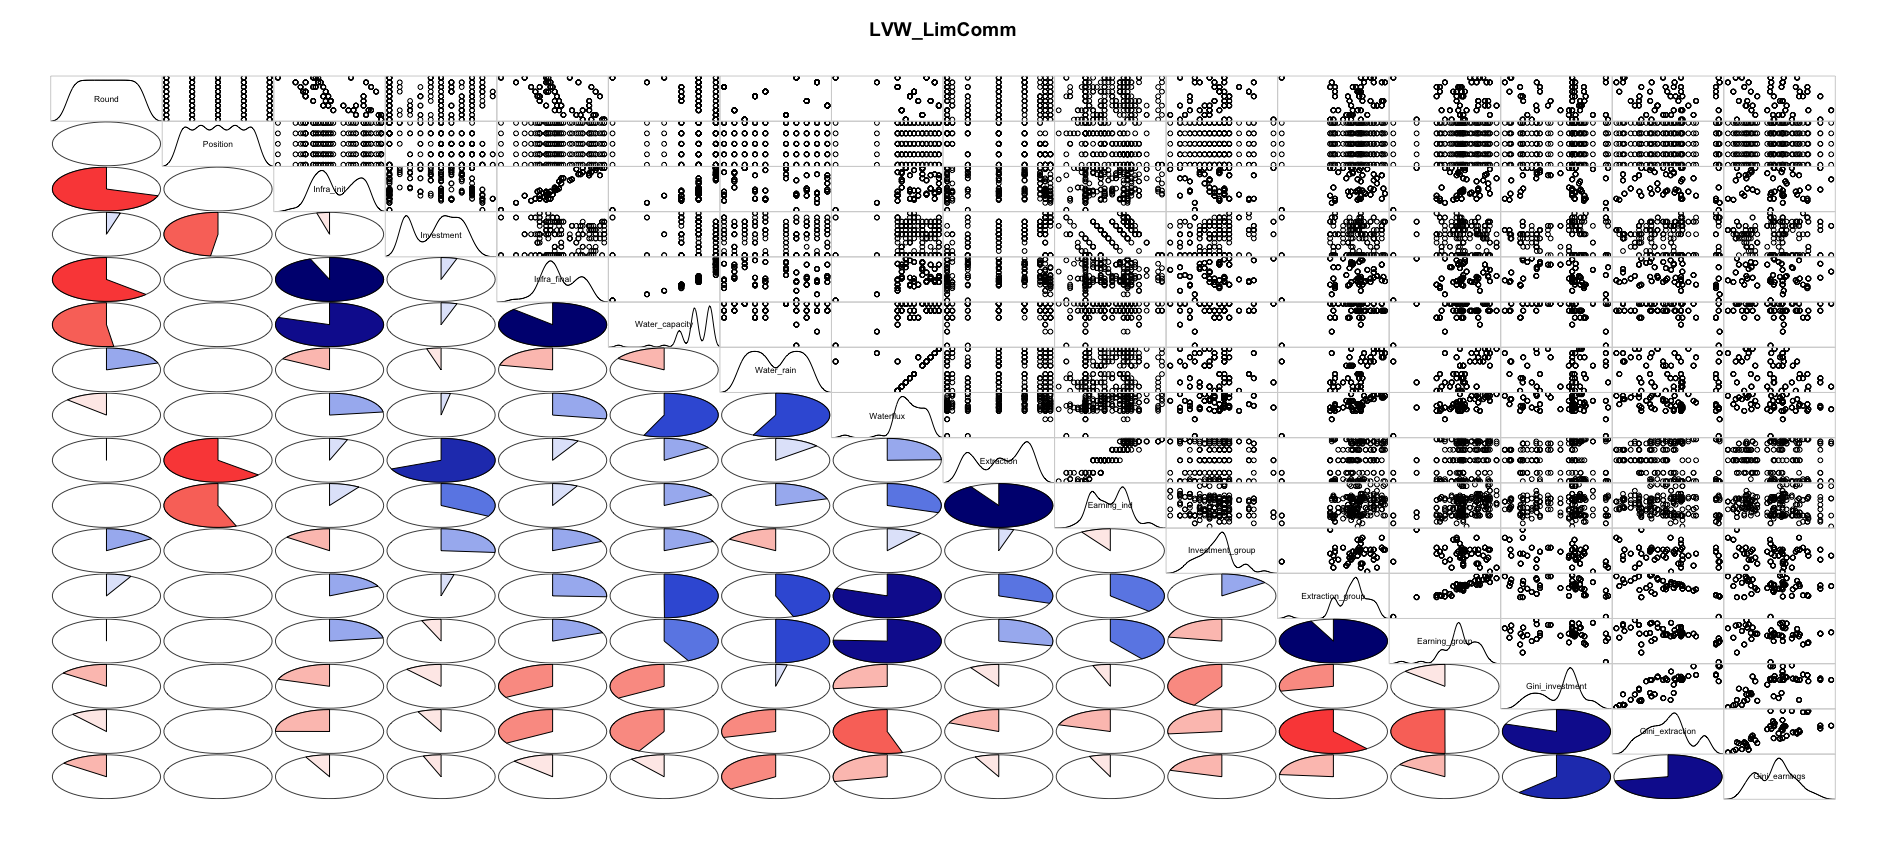 LVW_LimComm
Round
Position
Infra_init
Investment
Infra_final
Water_capacity
Water_rain
Waterflux
Extraction
Earning_ind
Investment_group
Extraction_group
Earning_group
Gini_investment
Gini_extraction
Gini_earnings